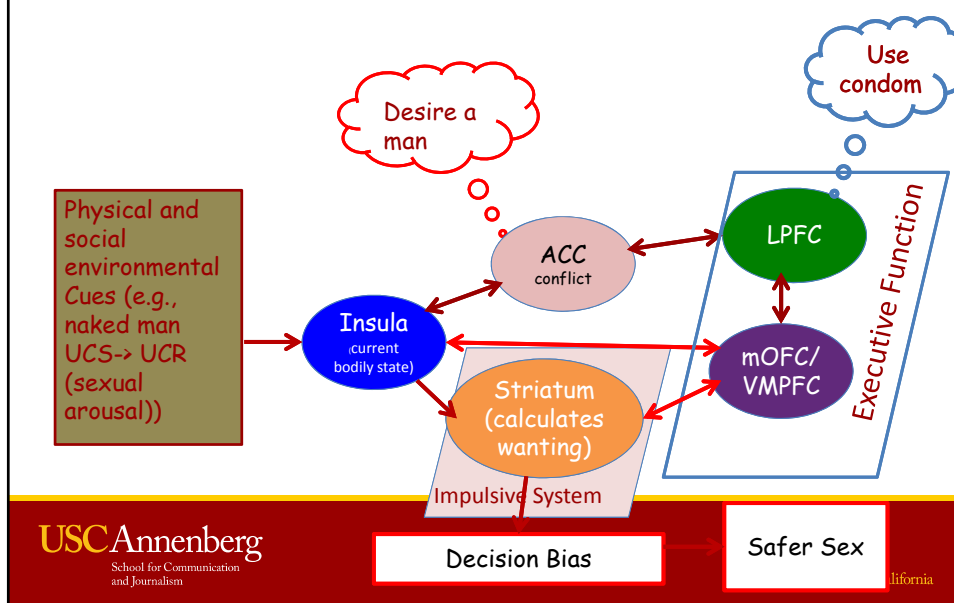 Use
condom
Desire a
man
Physical and
social
environmental
Cues (e.g.,
naked man
UCS-> UCR
(sexual
arousal))
ACC
conflict
LPFC
Executive Function
Insula
(current
bodily state)
mOFC/
VMPFC
Striatum
(calculates
wanting)
Impulsive System
USC Annenberg
School for Communication
and Journalism
Decision Bias
Safer Sex